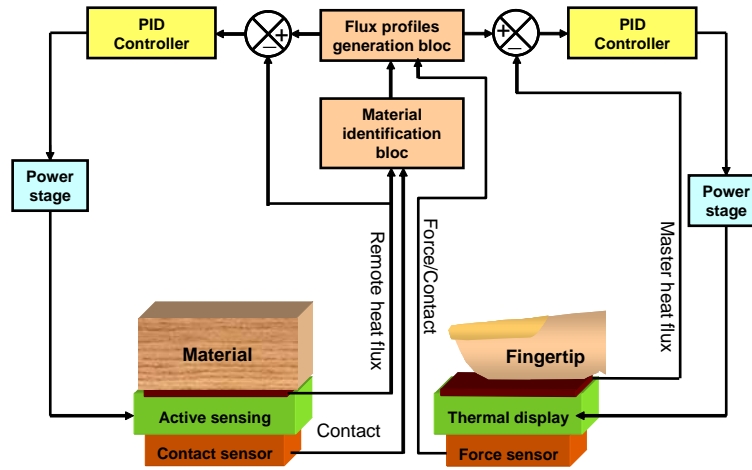 PID
Controller
+
−
Flux profiles
generation bloc
+
−
PID
Controller
Material
identification
bloc
Power
stage
Power
stage
Remote heat flux
Force/Contact
Master heat flux
Material
Fingertip
Active sensing
Contact
Thermal display
Contact sensor
Force sensor